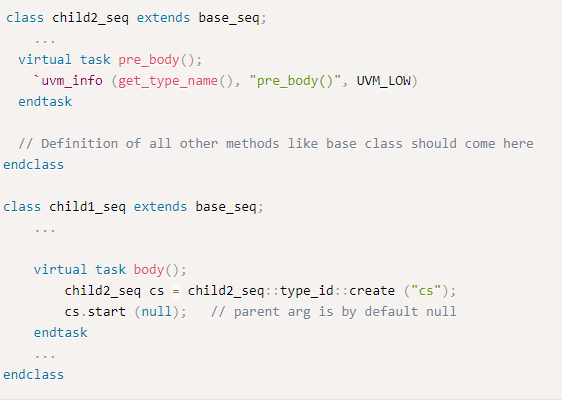 class child2_seq extends base_seq;
...
virtual task pre_body();
`uvm_info (get_type_name(), "pre_body()", UVM_LOW)
endtask
// Definition of all other methods like base class should come here
endclass
class child1_seq extends base_seq;
...
virtual task body();
child2_seq cs = child2_seq::type_id::create ("cs");
cs.start (null);   // parent arg is by default null
endtask
...
endclass